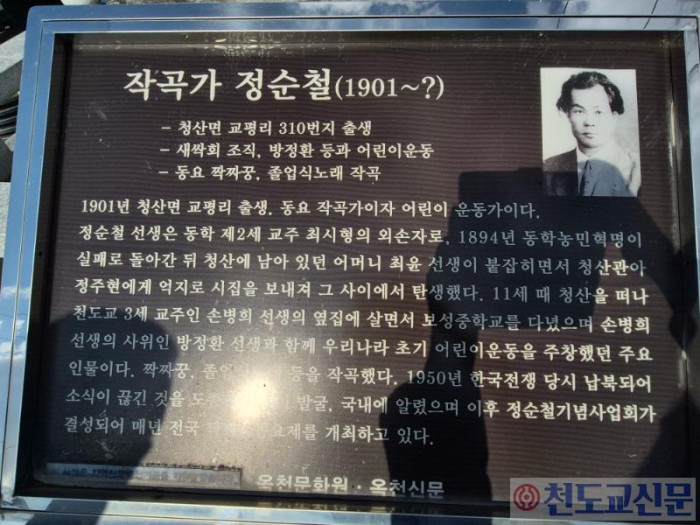 작곡가 정순철(1901~?)
- 청산면 교평리 310번지 출생
- 새싹회 조직, 방정환 등과 어린이운동
- 동요 짝짜꿍, 졸업식노래 작곡
1901년 청산면 교평리 출생. 동요 작곡가이자 어린이 운동가이다.
정순철 선생은 동학 제2세 교주 최시형의 외손자로, 1894년 동학농민혁명이
실패로 돌아간 뒤 청산에 남아 있던 어머니 최윤 선생이 붙잡히면서 청산관아
정주현에게 억지로 시집을 보내져 그 사이에서 탄생했다. 11세 때 청산을 떠나
천도교 3세 교주인 손병희 선생의 옆집에 살면서 보성중학교를 다녔으며 손병희
선생의 사위인 방정환 선생과 함께 우리나라 초기 어린이운동을 주창했던 주요
인물이다. 짝짜꿍, 졸업식 등을 작곡했다. 1950년 한국전쟁 당시 납북되어
소식이 끊긴 것을 발굴, 국내에 알렸으며 이후 정순철기념사업회가
결성되어 매년 전국 개최하고 있다.
옥천문화원 · 옥천신문
천도교신문